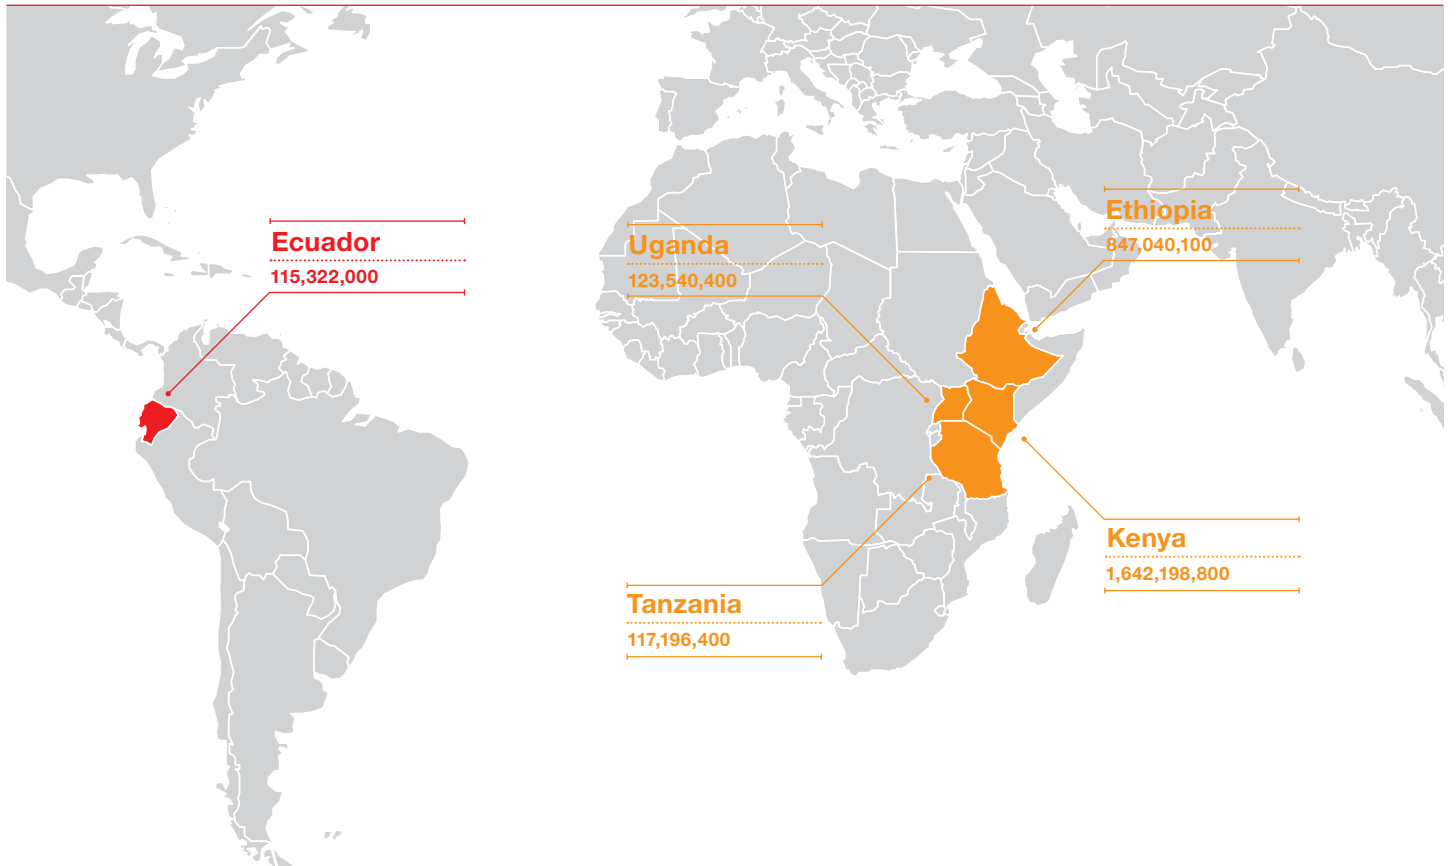 Ecuador
115,322,000
Uganda
123,540,400
Ethiopia
847,040,100
Kenya
1,642,198,800
Tanzania
117,196,400